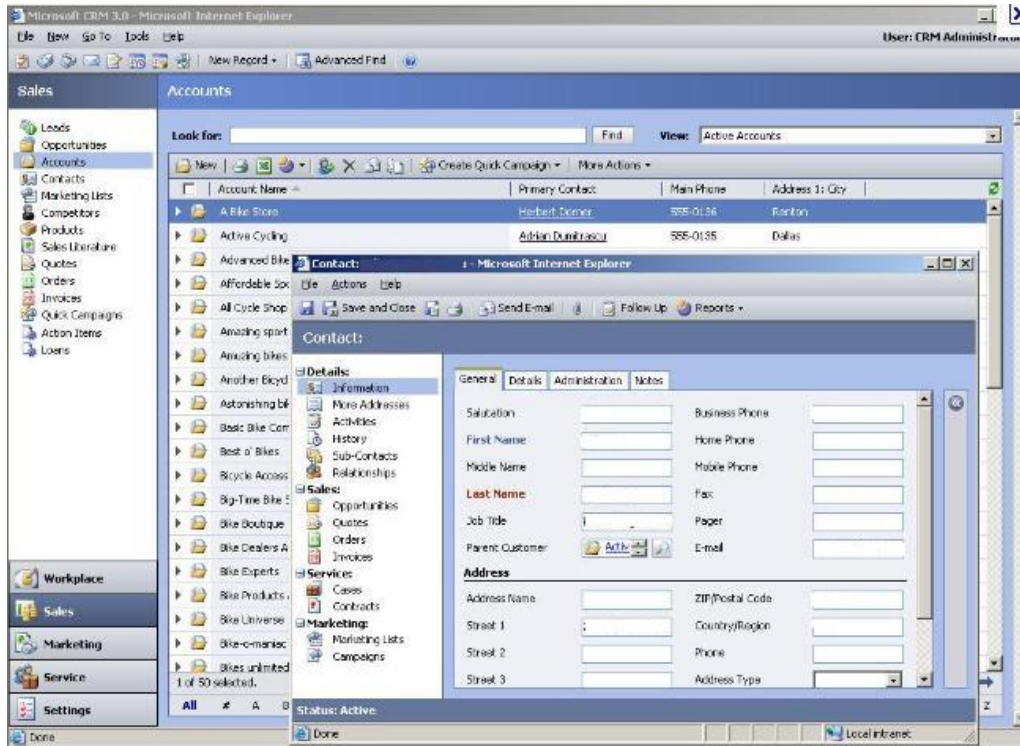 Microsoft CRM 3.0 - Microsoft Internet Explorer
File New Go To Tools Help
User: CRM Administrator
New Record Advanced Find
Sales
Accounts
Leads
Opportunities
Accounts
Contacts
Marketing Lists
Competitors
Products
Sales Literature
Quotes
Orders
Invoices
Quick Campaigns
Action Items
Loans
Workplace
Sales
Marketing
Service
Settings
Look for: Find View: Active Accounts
New Create Quick Campaign More Actions
Account Name Primary Contact Main Phone Address 1: City
A Bike Store Herbert Dorner 555-0136 Renton
Active Cycling Adrian Dumitrascu 555-0135 Dallas
Advanced Bike
Affordable Spo
All Cycle Shop
Amazing sport
Amuzing bikes
Another Bicycl
Astonishing bik
Basic Bike Com
Best o' Bikes
Bicycle Access
Big-Time Bike S
Bike Boutique
Bike Dealers A
Bike Experts
Bike Products
Bike Universe
Bike-o-maniac
Bikes unlimited
1 of 50 selected.
All # A B
Z
Contact: - Microsoft Internet Explorer
File Actions Help
Save and Close Send E-mail Follow Up Reports
Contact:
Details:
Information
More Addresses
Activities
History
Sub-Contacts
Relationships
Sales:
Opportunities
Quotes
Orders
Invoices
Service:
Cases
Contracts
Marketing:
Marketing Lists
Campaigns
General Details Administration Notes
Salutation Business Phone
First Name Home Phone
Middle Name Mobile Phone
Last Name Fax
Job Title Pager
Parent Customer Activ E-mail
Address
Address Name ZIP/Postal Code
Street 1 Country/Region
Street 2 Phone
Street 3 Address Type
Status: Active
Done Local intranet
Done